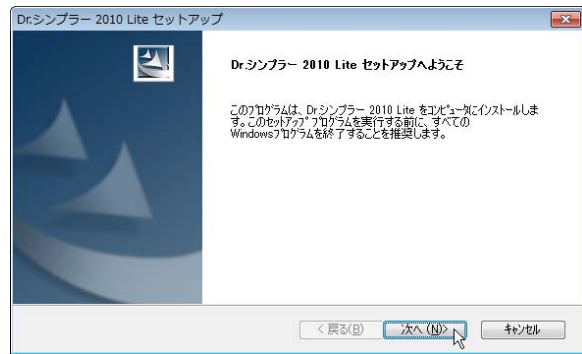 Dr.シンプラー 2010 Lite セットアップ
Dr.シンプラー 2010 Lite セットアップへようこそ
このプログラムは、Dr.シンプラー 2010 Lite をコンピュータにインストールしま
す。このセットアップ プログラムを実行する前に、すべての
Windowsプログラムを終了することを推奨します。
< 戻る(B) 次へ (N)> キャンセル